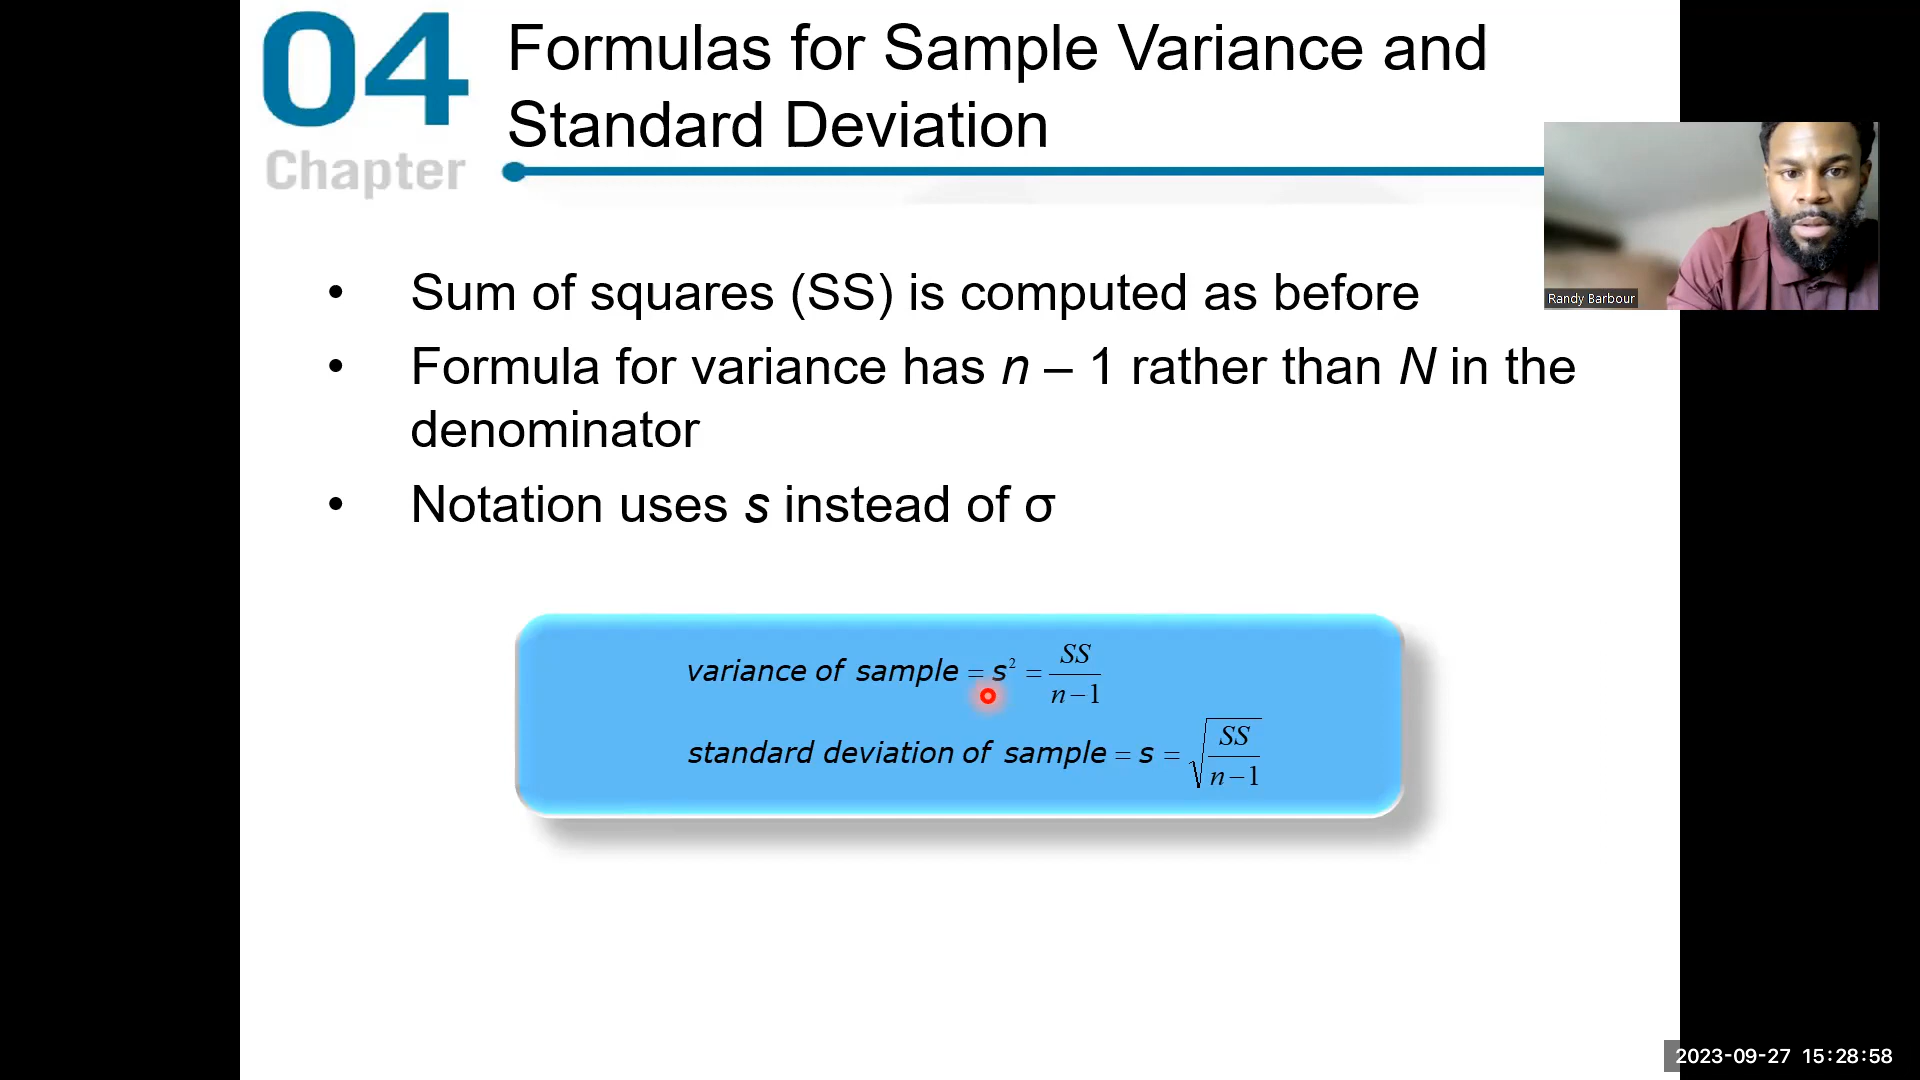 04
Chapter
Formulas for Sample Variance and
Standard Deviation
Randy Barbour
• Sum of squares (SS) is computed as before
• Formula for variance has n – 1 rather than N in the
denominator
• Notation uses s instead of σ
variance of sample = s² = SS / n−1
standard deviation of sample = s = √(SS / n−1)
2023-09-27 15:28:58